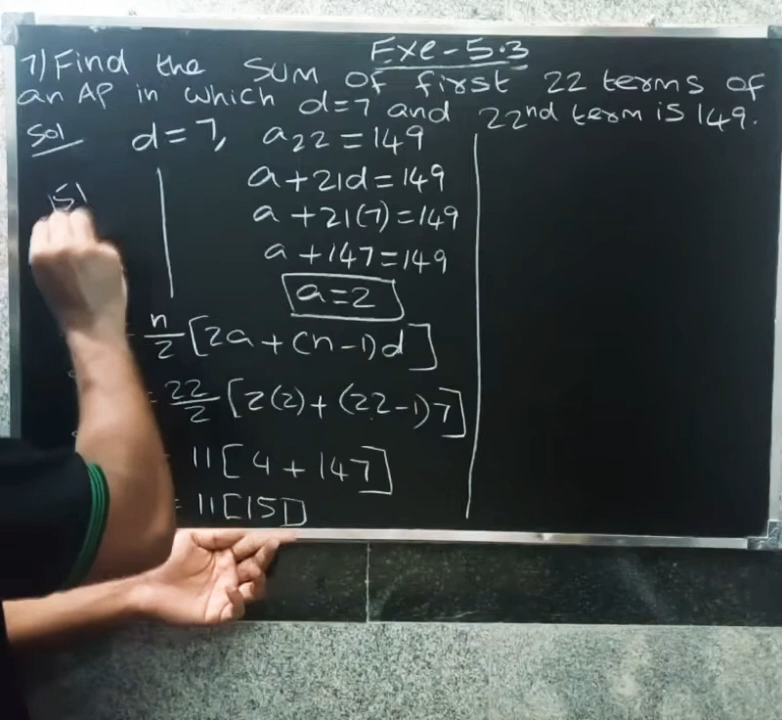 Exe-5.3
7) Find the sum of first 22 terms of
an AP in which d=7 and 22nd term is 149.
Sol d=7, a22=149
a+21d=149
151
a+21(7)=149
a+147=149
a=2
n/2[2a+(n-1)d]
=22/2[2(2)+(22-1)7]
11[4+147]
=11[151]